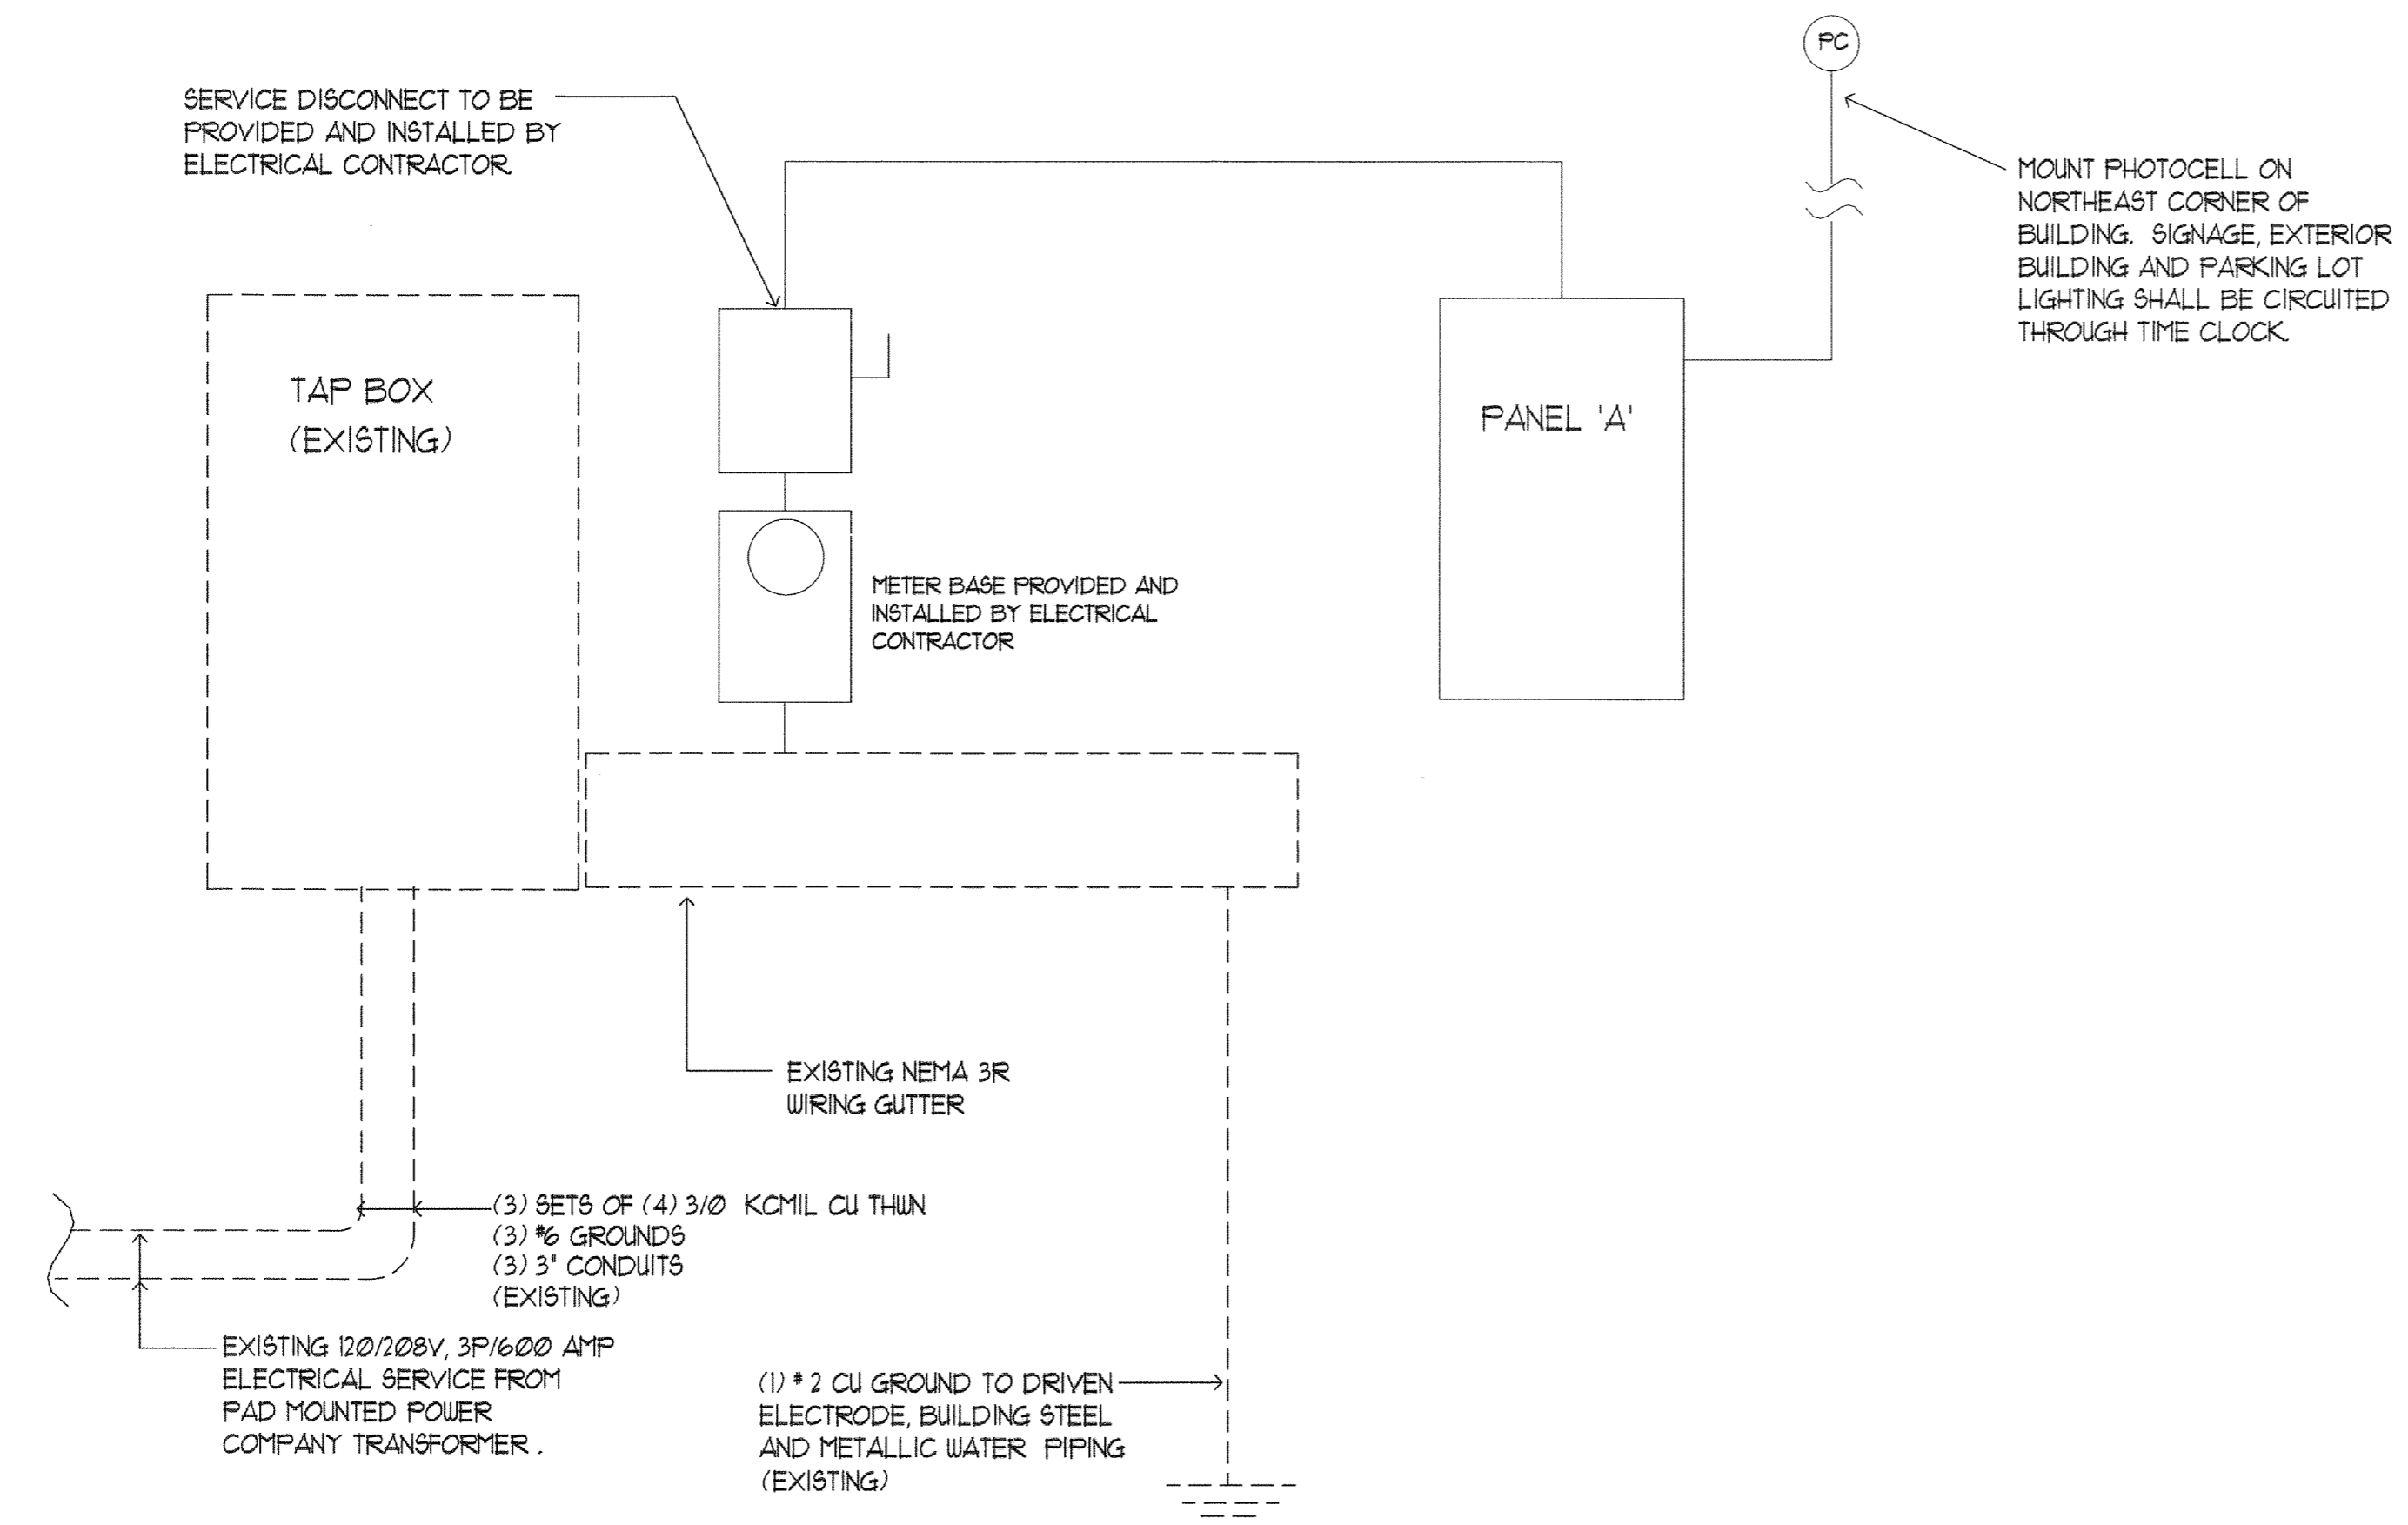 PC
SERVICE DISCONNECT TO BE
PROVIDED AND INSTALLED BY
ELECTRICAL CONTRACTOR.
MOUNT PHOTOCELL ON
NORTHEAST CORNER OF
BUILDING. SIGNAGE, EXTERIOR
BUILDING AND PARKING LOT
LIGHTING SHALL BE CIRCUITED
THROUGH TIME CLOCK.
TAP BOX
(EXISTING)
PANEL 'A'
METER BASE PROVIDED AND
INSTALLED BY ELECTRICAL
CONTRACTOR
EXISTING NEMA 3R
WIRING GUTTER
(3) SETS OF (4) 3/0 KCMIL CU THWN
(3) #6 GROUNDS
(3) 3" CONDUITS
(EXISTING)
EXISTING 120/208V, 3P/600 AMP
ELECTRICAL SERVICE FROM
PAD MOUNTED POWER
COMPANY TRANSFORMER .
(1) # 2 CU GROUND TO DRIVEN
ELECTRODE, BUILDING STEEL
AND METALLIC WATER PIPING
(EXISTING)